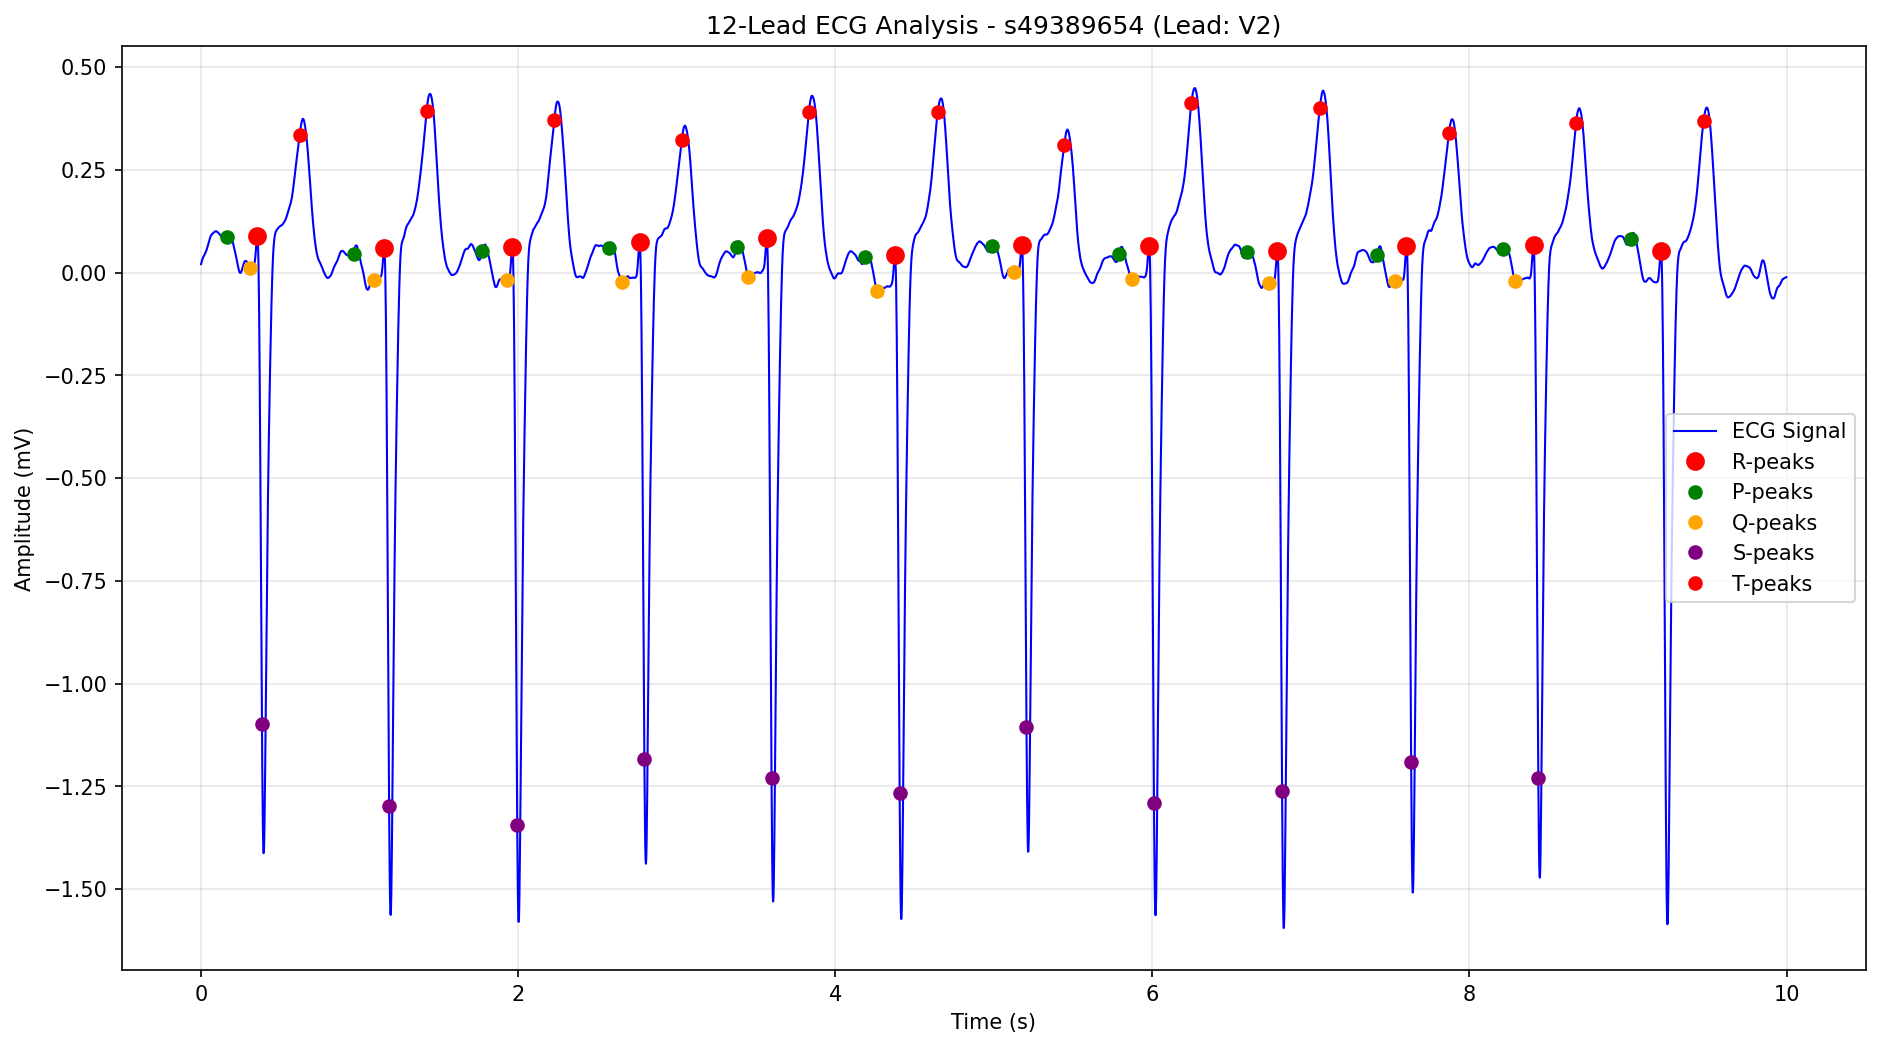 12-Lead ECG Analysis - s49389654 (Lead: V2)
0.50
0.25
0.00
−0.25
−0.50
−0.75
−1.00
−1.25
−1.50
Amplitude (mV)
ECG Signal
R-peaks
P-peaks
Q-peaks
S-peaks
T-peaks
0 2 4 6 8 10
Time (s)